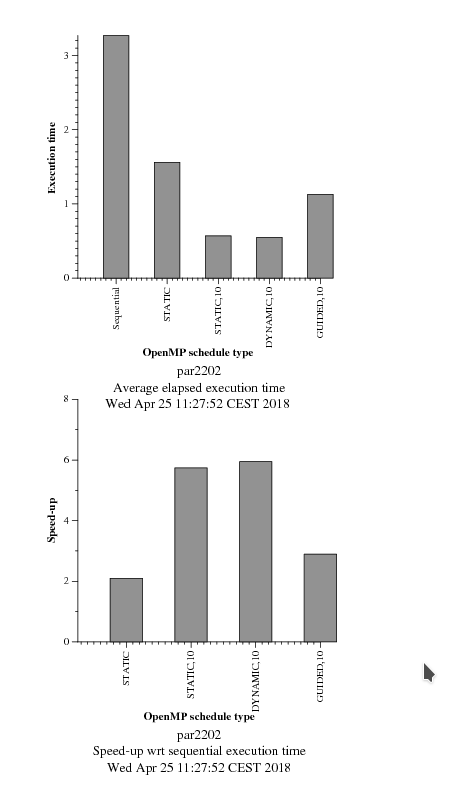 3
2
1
0
Execution time
Sequential
STATIC
STATIC,10
DYNAMIC,10
GUIDED,10
OpenMP schedule type
par2202
Average elapsed execution time
Wed Apr 25 11:27:52 CEST 2018
8
6
4
2
0
Speed-up
STATIC
STATIC,10
DYNAMIC,10
GUIDED,10
OpenMP schedule type
par2202
Speed-up wrt sequential execution time
Wed Apr 25 11:27:52 CEST 2018